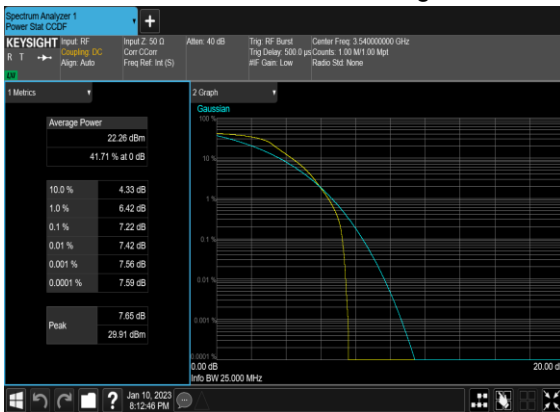 Spectrum Analyzer 1
Power Stat CCDF
+
KEYSIGHT
R T
LV
Input: RF
Coupling: DC
Align: Auto
Input Z: 50 Ω
Corr CCorr
Freq Ref: Int (S)
Atten: 40 dB
Trig: RF Burst
Trig Delay: 500.0 µs
#IF Gain: Low
Center Freq: 3.540000000 GHz
Counts: 1.00 M/1.00 Mpt
Radio Std: None
1 Metrics
Average Power
22.26 dBm
41.71 % at 0 dB
10.0 % 4.33 dB
1.0 % 6.42 dB
0.1 % 7.22 dB
0.01 % 7.42 dB
0.001 % 7.56 dB
0.0001 % 7.59 dB
Peak
7.65 dB
29.91 dBm
2 Graph
Gaussian
100 %
10 %
1 %
0.1 %
0.01 %
0.001 %
0.0001 %
0.00 dB
20.00 d
Info BW 25.000 MHz
?
Jan 10, 2023
8:12:46 PM